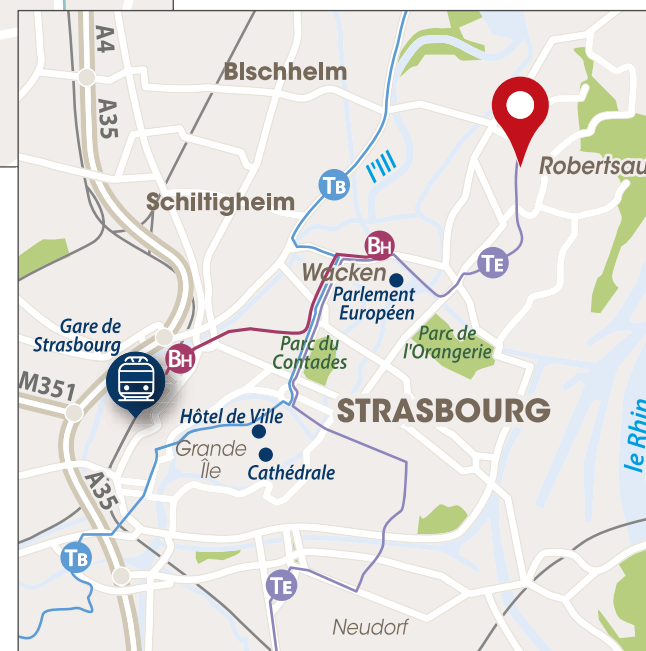 A4
A35
BIschheIm
Robertsau
TB
Schiltigheim
BH
TE
Wacken
Parlement
Européen
Gare de
Strasbourg
BH
Parc du
Contades
Parc de
l'Orangerie
M351
Hôtel de Ville
STRASBOURG
Grande
Île
Cathédrale
le Rhin
A35
TB
TE
Neudorf